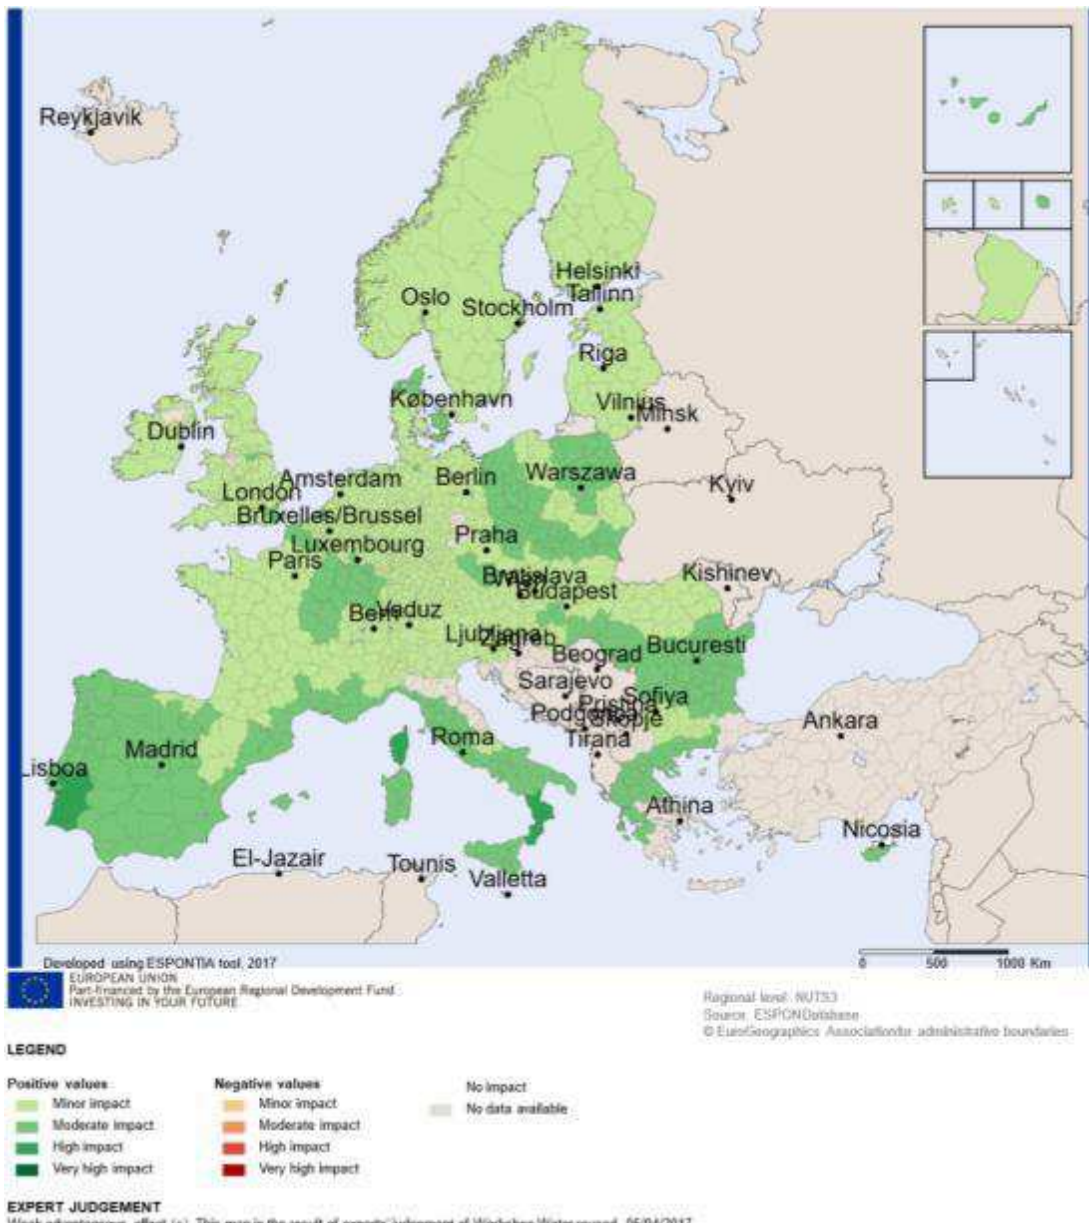 Reykjavik
Helsinki
Tallinn
Oslo
Stockholm
Riga
København
Vilnius
Minsk
Dublin
Amsterdam
Berlin
Warszawa
London
Kyiv
Bruxelles/Brussel
Luxembourg
Praha
Paris
Bratislava
Wien
Kishinev
Budapest
Bern
Vaduz
Ljubljana
Zagreb
Bucuresti
Beograd
Sarajevo
Sofiya
Pristina
Podgorica
Skopje
Ankara
Madrid
Roma
Tirana
Lisboa
Athina
Nicosia
El-Jazair
Tounis
Valletta
Developed using ESPONTIA tool, 2017
0 500 1000 Km
EUROPEAN UNION
Part-financed by the European Regional Development Fund
INVESTING IN YOUR FUTURE
Regional level: NUTS3
Source: ESPONDatabase
© EuroGeographics Associationfor administrative boundaries
LEGEND
Positive values
Minor impact
Moderate impact
High impact
Very high impact
Negative values
Minor impact
Moderate impact
High impact
Very high impact
No impact
No data available
EXPERT JUDGEMENT